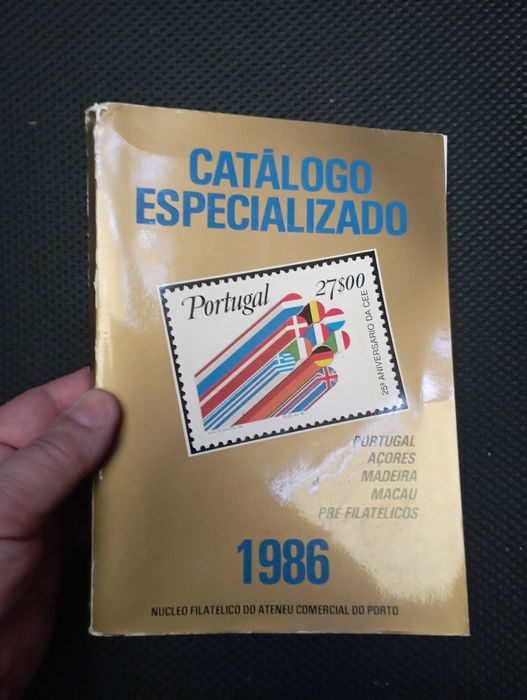 CATÁLOGO
ESPECIALIZADO
Portugal 27$00
25º ANIVERSÁRIO DA CEE
PORTUGAL
AÇORES
MADEIRA
MACAU
PRÉ FILATÉLICOS
1986
NUCLEO FILATÉLICO DO ATENEU COMERCIAL DO PORTO